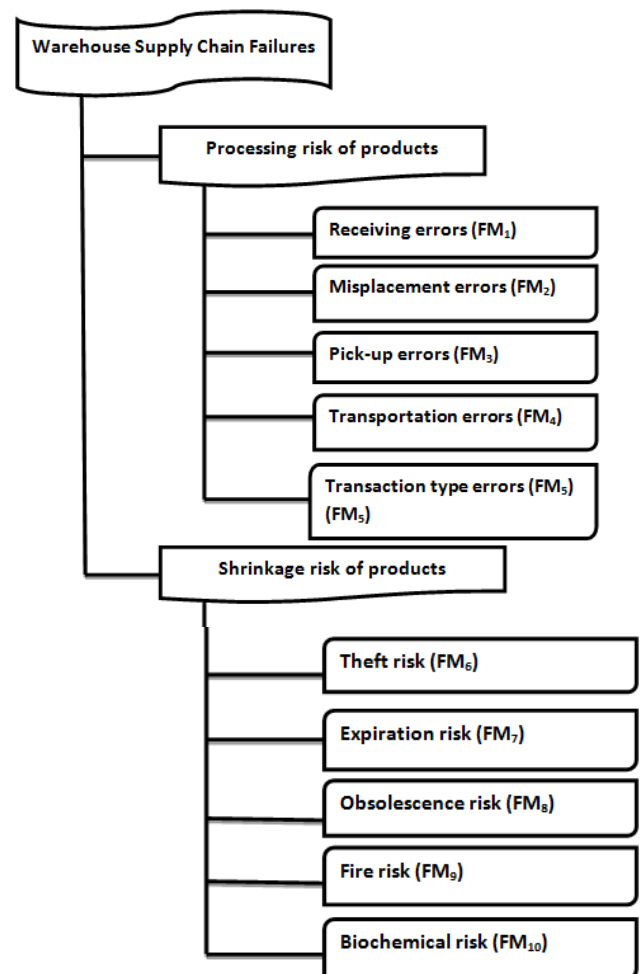 Warehouse Supply Chain Failures
Processing risk of products
Receiving errors (FM₁)
Misplacement errors (FM₂)
Pick-up errors (FM₃)
Transportation errors (FM₄)
Transaction type errors (FM₅)
(FM₅)
Shrinkage risk of products
Theft risk (FM₆)
Expiration risk (FM₇)
Obsolescence risk (FM₈)
Fire risk (FM₉)
Biochemical risk (FM₁₀)